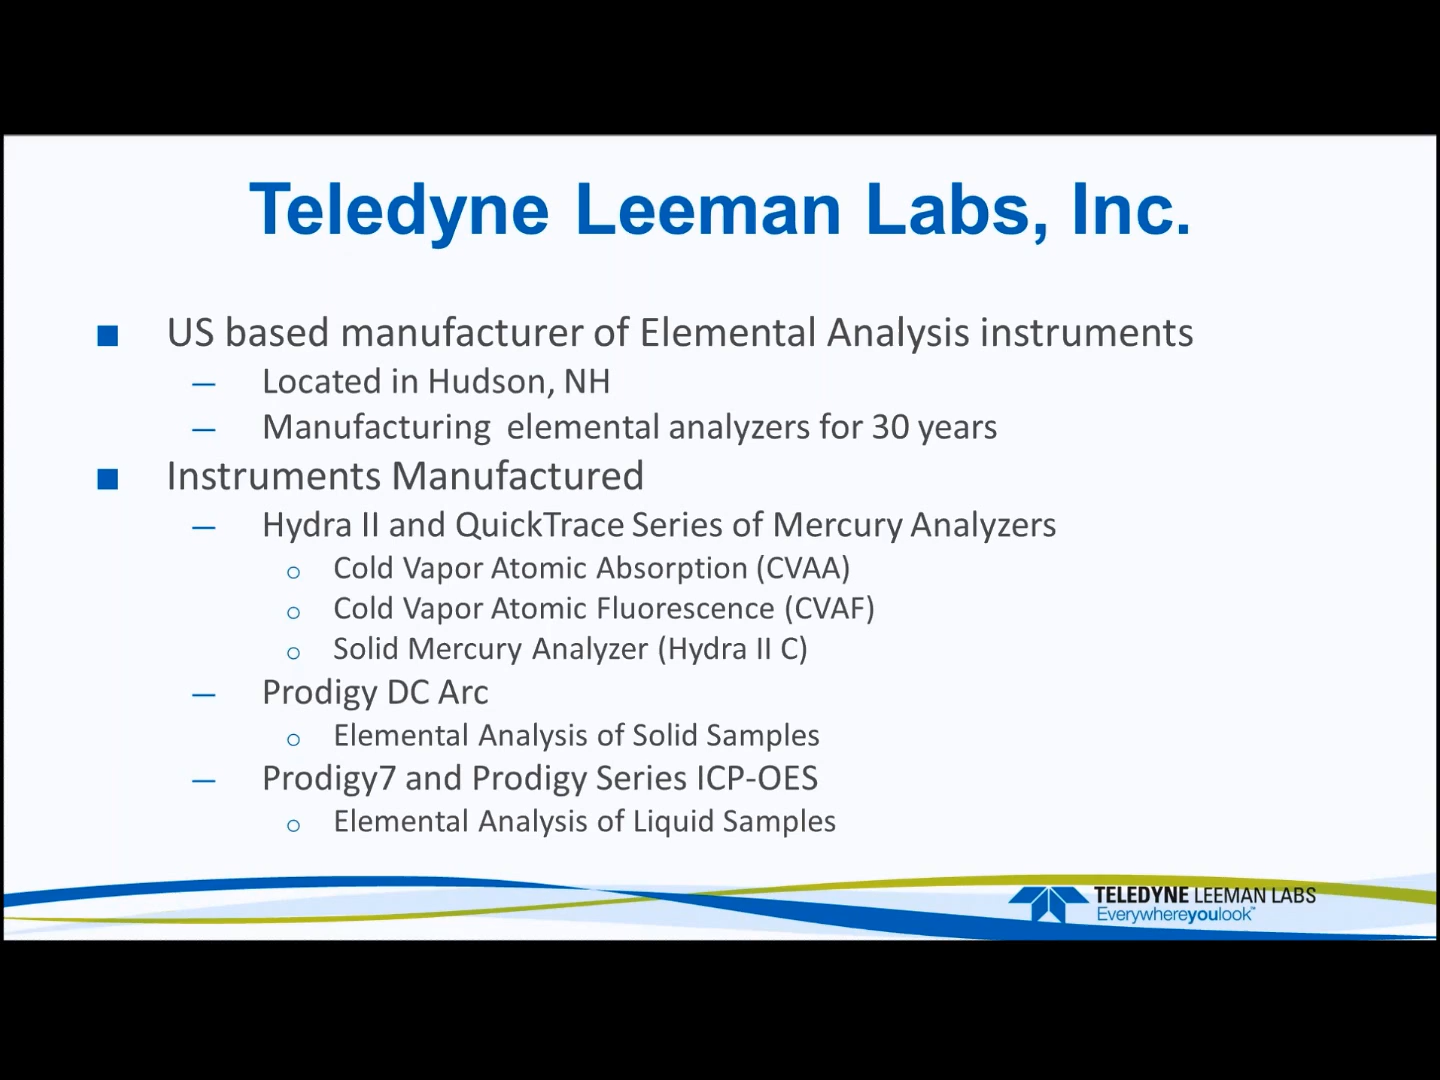 Teledyne Leeman Labs, Inc.
■ US based manufacturer of Elemental Analysis instruments
– Located in Hudson, NH
– Manufacturing elemental analyzers for 30 years
■ Instruments Manufactured
– Hydra II and QuickTrace Series of Mercury Analyzers
o Cold Vapor Atomic Absorption (CVAA)
o Cold Vapor Atomic Fluorescence (CVAF)
o Solid Mercury Analyzer (Hydra II C)
– Prodigy DC Arc
o Elemental Analysis of Solid Samples
– Prodigy7 and Prodigy Series ICP-OES
o Elemental Analysis of Liquid Samples
TELEDYNE LEEMAN LABS
Everywhereyoulook™